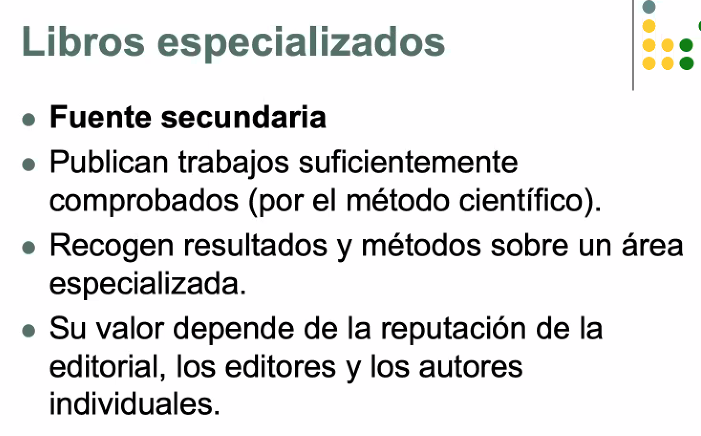 Libros especializados
Fuente secundaria
Publican trabajos suficientemente
comprobados (por el método científico).
Recogen resultados y métodos sobre un área
especializada.
Su valor depende de la reputación de la
editorial, los editores y los autores
individuales.